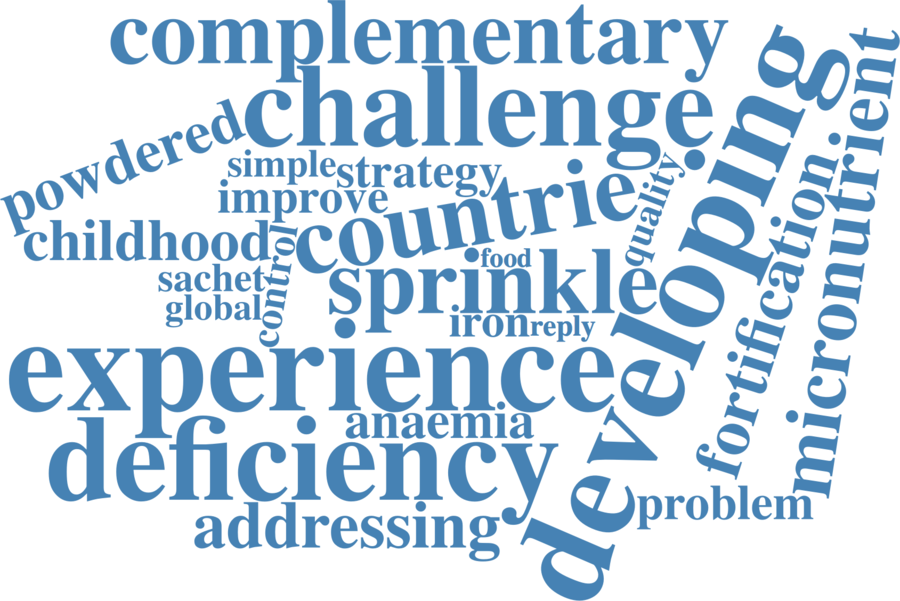 complementary
challenge
powdered
simple
strategy
improve
countrie
quality
developing
micronutrient
fortification
childhood
control
sachet
food
sprinkle
global
iron
reply
experience
anaemia
deficiency
problem
addressing